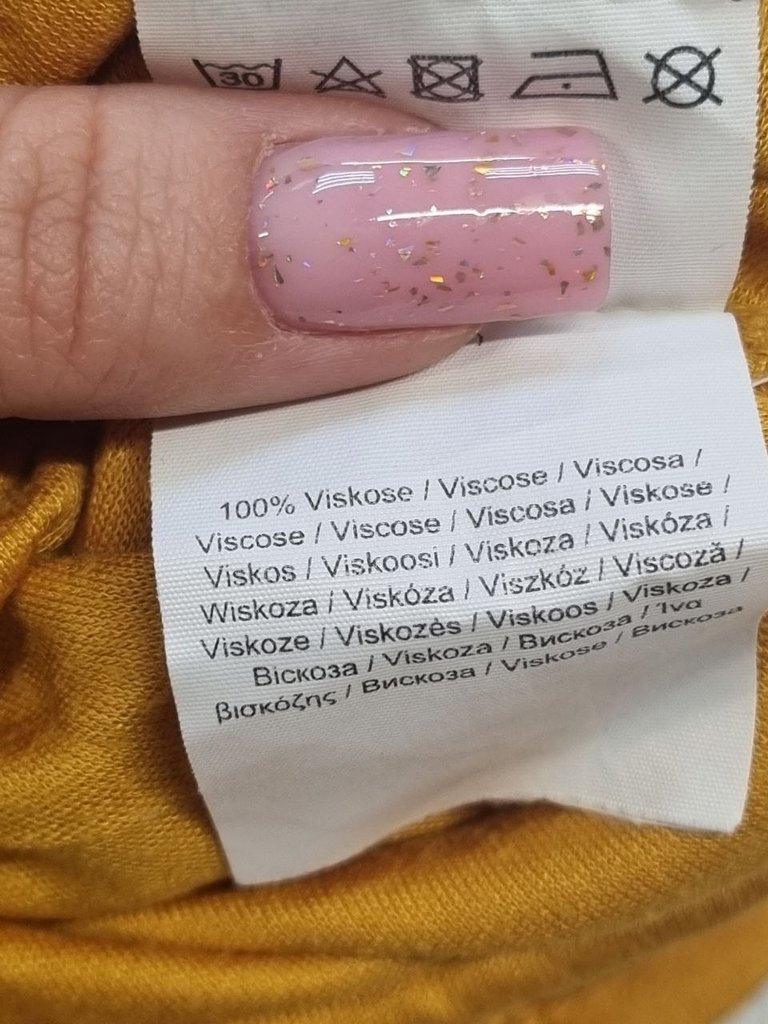 30
100% Viskose / Viscose / Viscosa /
Viscose / Viscose / Viscosa / Viskose /
Viskos / Viskoosi / Viskoza / Viskóza /
Wiskoza / Viskóza / Viszkóz / Viscoză /
Viskoze / Viskozės / Viskoos / Viskoza /
Віскоза / Viskoza / Вискоза / Ίνα
βισκόζης / Вискоза / Viskose / Вискоза